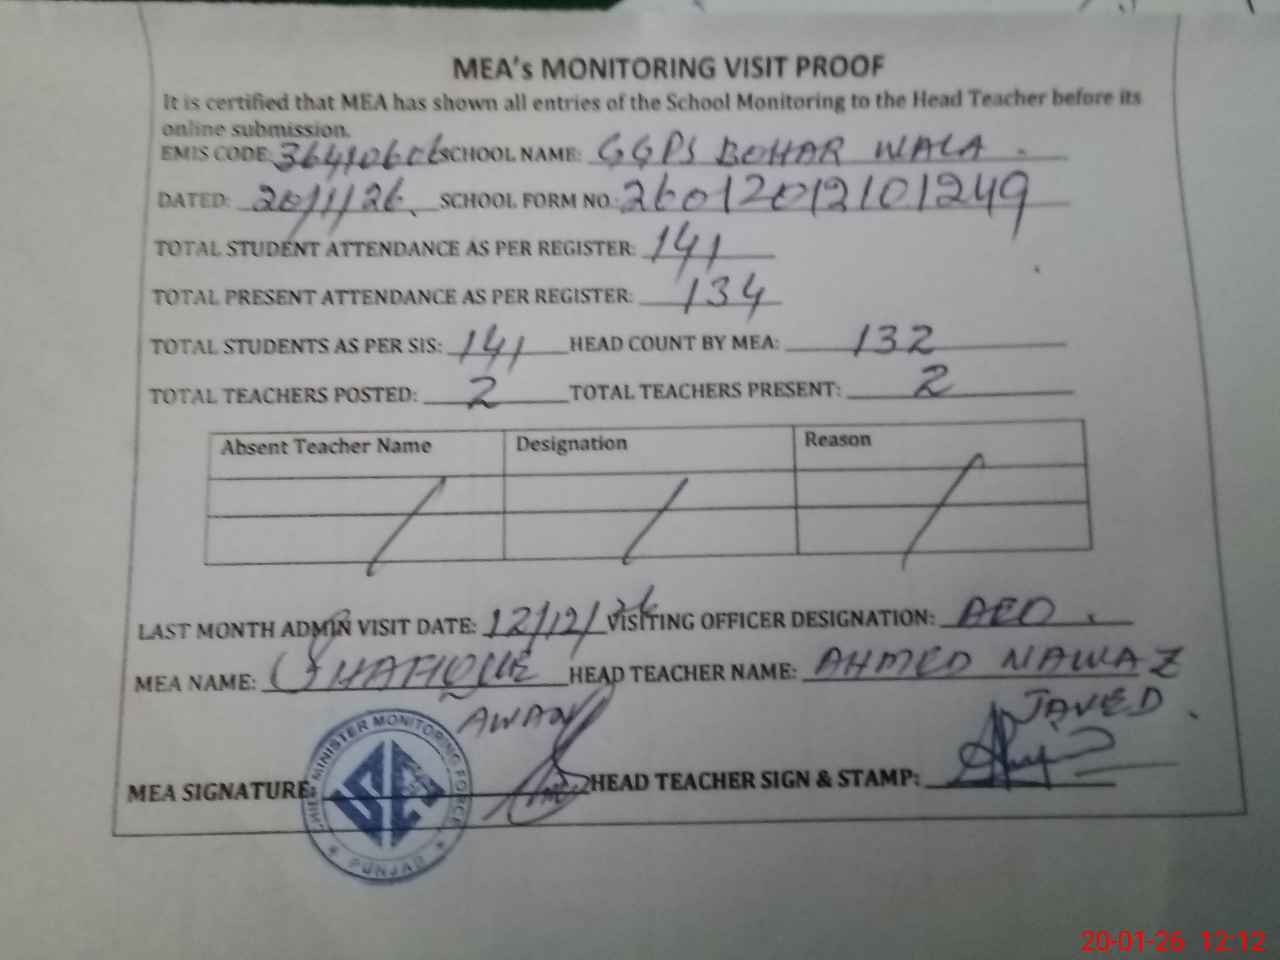 MEA's MONITORING VISIT PROOF
It is certified that MEA has shown all entries of the School Monitoring to the Head Teacher before its
online submission.
EMIS CODE: SCHOOL NAME: GGPS BOHAR WALA.
DATED: 20/1/26. SCHOOL FORM NO: 26012012101249
TOTAL STUDENT ATTENDANCE AS PER REGISTER: 141
TOTAL PRESENT ATTENDANCE AS PER REGISTER: 134
TOTAL STUDENTS AS PER SIS: 141 HEAD COUNT BY MEA: 132
TOTAL TEACHERS POSTED: 2 TOTAL TEACHERS PRESENT: 2
Absent Teacher Name Designation Reason
LAST MONTH ADMIN VISIT DATE: VISITING OFFICER DESIGNATION: AEO.
MEA NAME: HEAD TEACHER NAME: AHMED NAWAZ
AWAN JAVED.
MEA SIGNATURE: HEAD TEACHER SIGN & STAMP:
CHIEF MINISTER MONITORING FORCE
PUNJAB
20-01-26 12:12